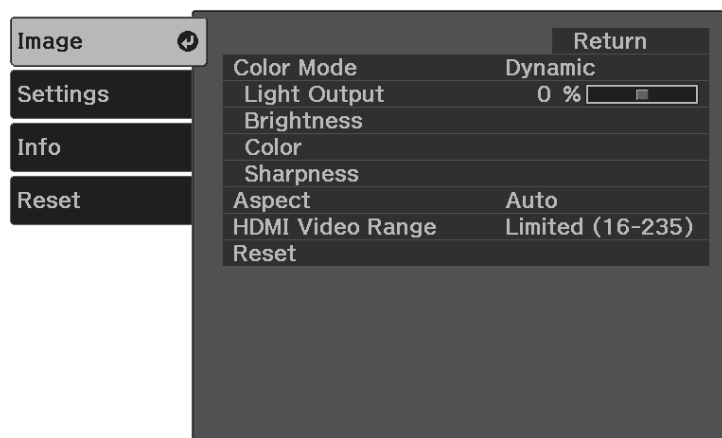 Image
Settings
Info
Reset
Return
Color Mode Dynamic
Light Output 0 %
Brightness
Color
Sharpness
Aspect Auto
HDMI Video Range Limited (16-235)
Reset